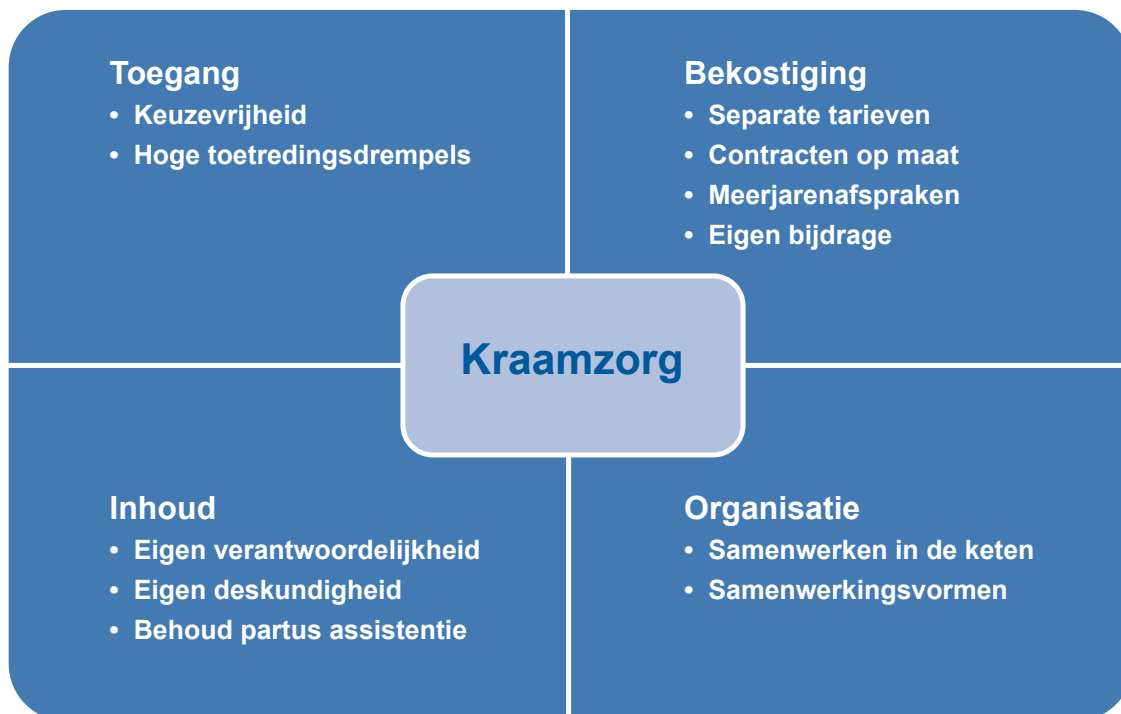 Toegang
• Keuzevrijheid
• Hoge toetredingsdrempels
Bekostiging
• Separate tarieven
• Contracten op maat
• Meerjarenafspraken
• Eigen bijdrage
Kraamzorg
Inhoud
• Eigen verantwoordelijkheid
• Eigen deskundigheid
• Behoud partus assistentie
Organisatie
• Samenwerken in de keten
• Samenwerkingsvormen